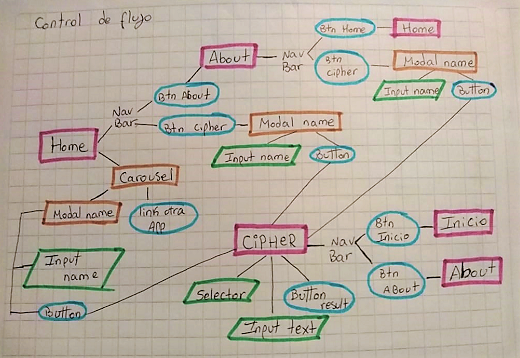 Control de flujo
About
Nav
Bar
Btn Home
Home
Btn
cipher
Modal name
Input name
Button
Btn About
Nav
Bar
Btn cipher
Modal name
Input name
Button
Home
Carousel
Modal name
link otra
App
Input
name
Button
CIPHER
Nav
Bar
Btn
Inicio
Inicio
Btn
About
About
Selector
Button
result
Input text